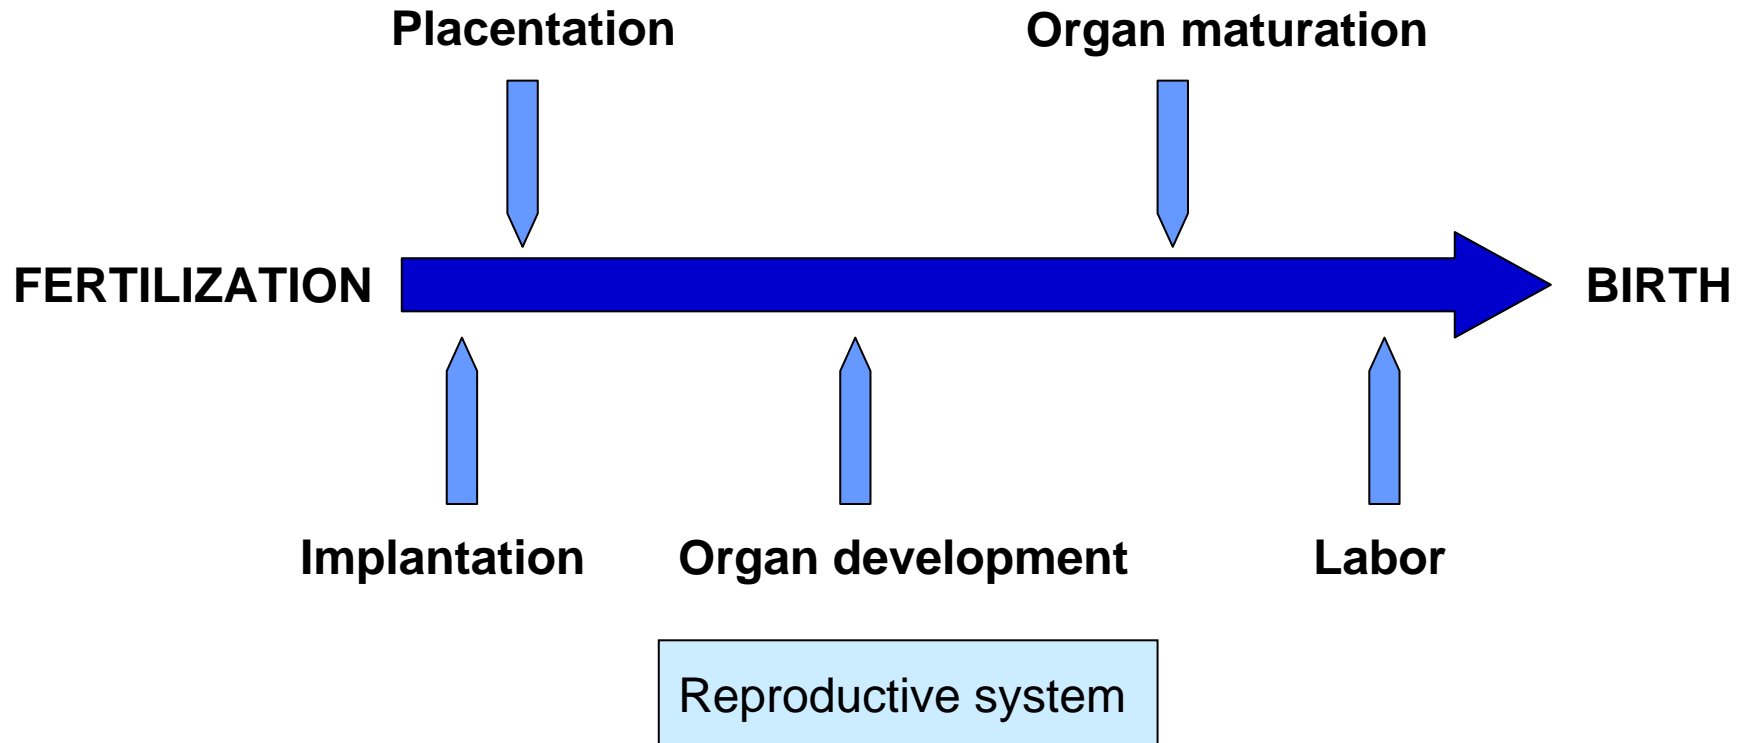 Placentation
Organ maturation
FERTILIZATION
BIRTH
Implantation
Organ development
Labor
Reproductive system